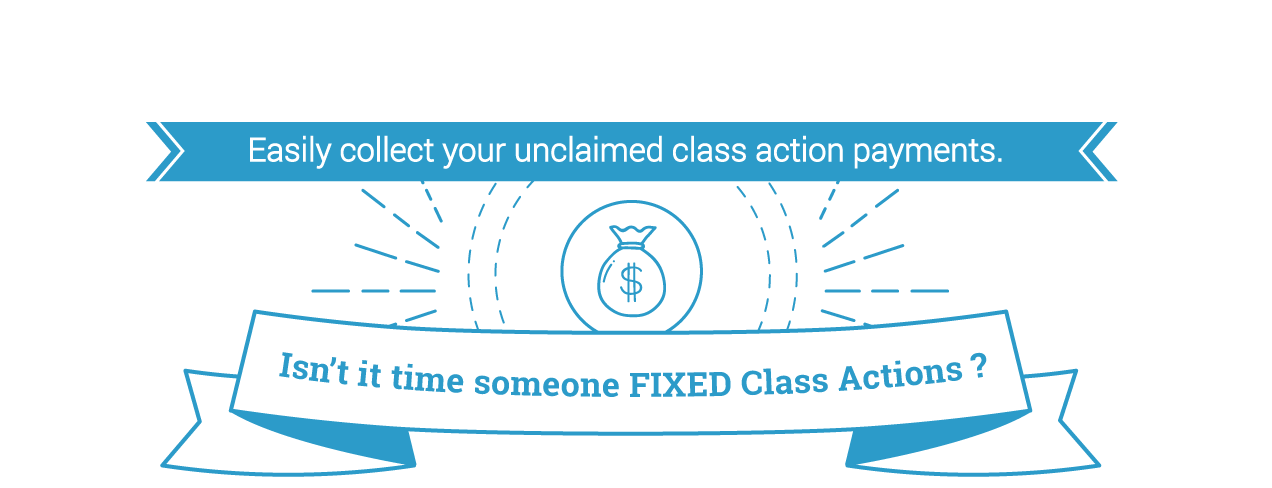 Easily collect your unclaimed class action payments.
$
Isn't it time someone FIXED Class Actions ?